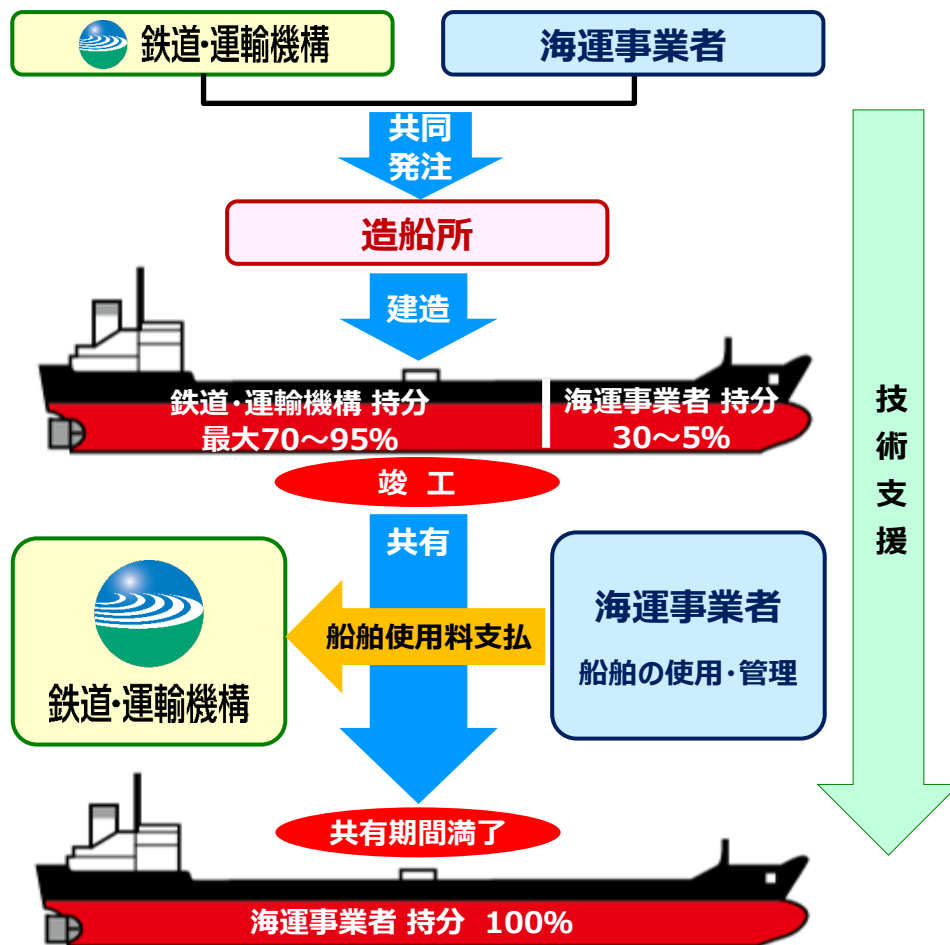 鉄道・運輸機構
海運事業者
共同
発注
造船所
建造
鉄道・運輸機構 持分
最大70～95%
海運事業者 持分
30～5%
竣 工
共有
鉄道・運輸機構
船舶使用料支払
海運事業者
船舶の使用・管理
共有期間満了
海運事業者 持分 100%
技
術
支
援